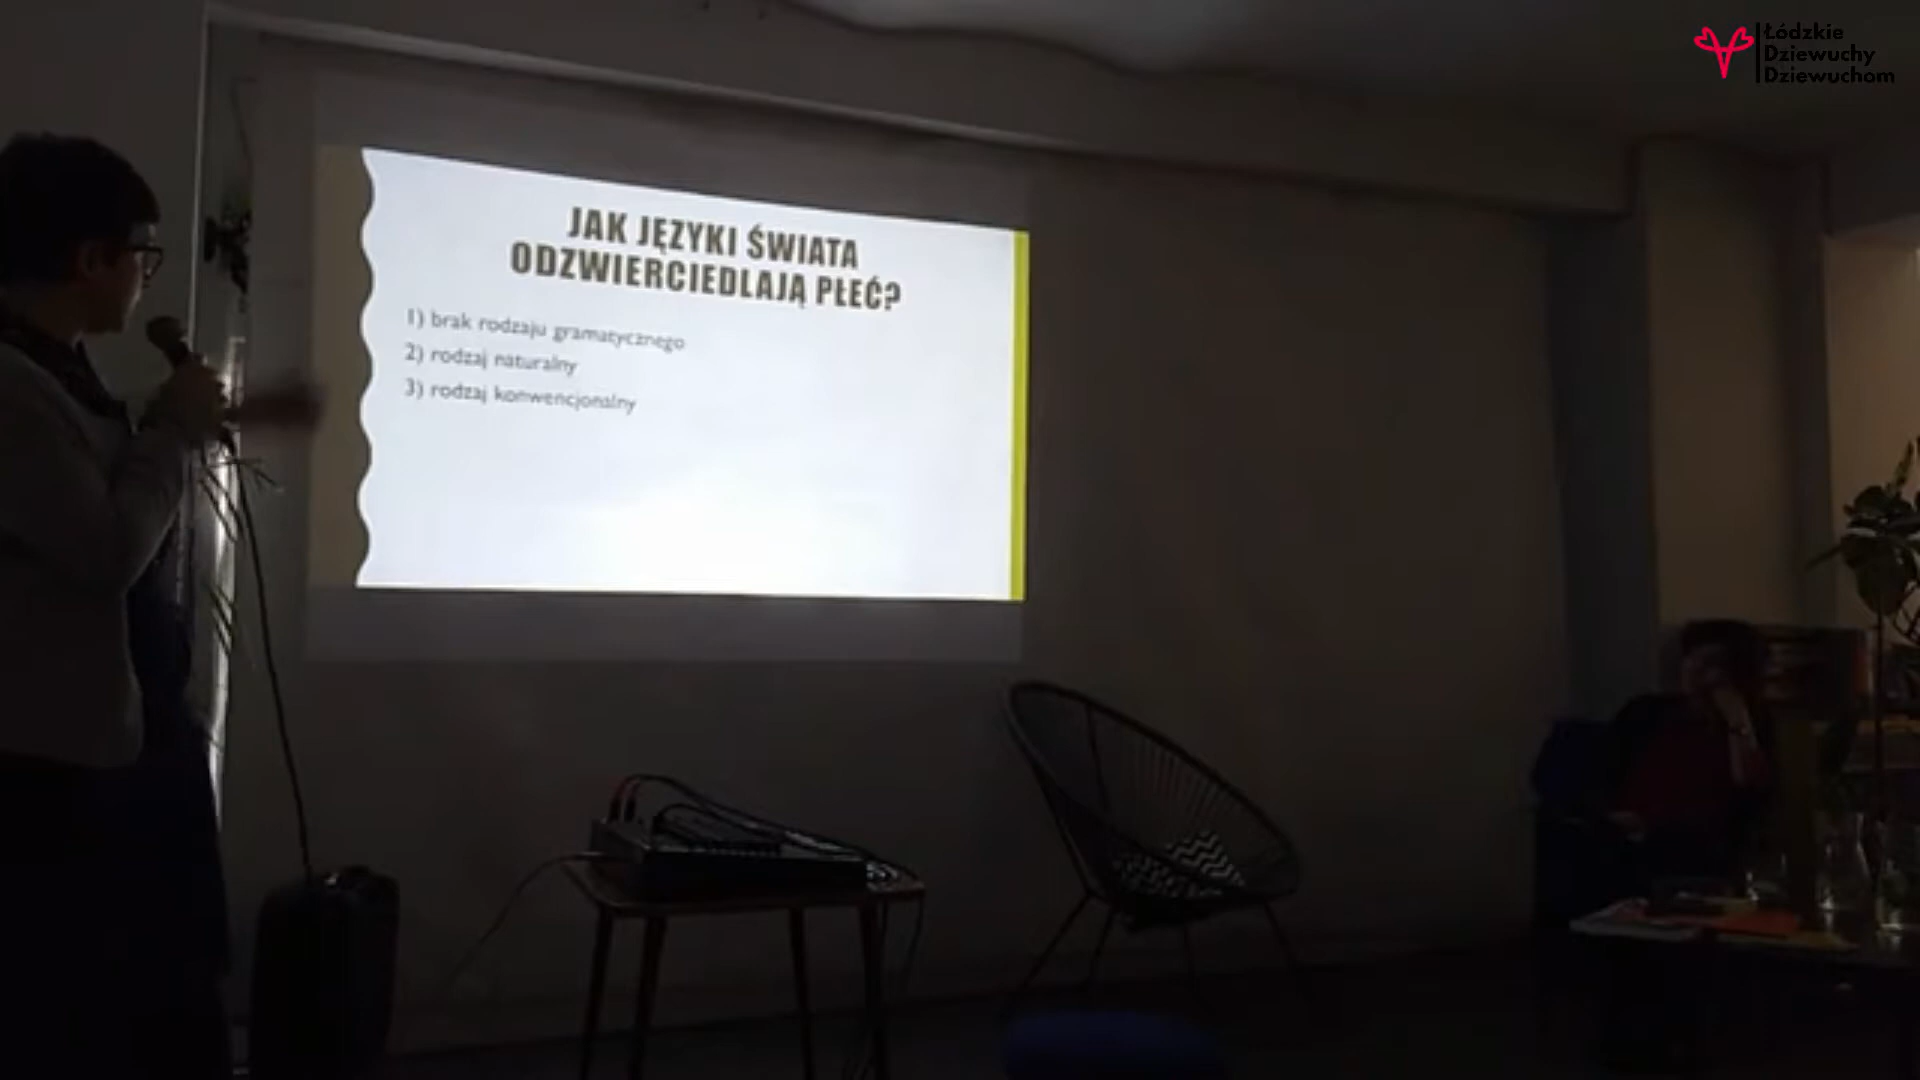 Łódzkie
Dziewuchy
Dziewuchom
JAK JĘZYKI ŚWIATA
ODZWIERCIEDLAJĄ PŁEĆ?
1) brak rodzaju gramatycznego
2) rodzaj naturalny
3) rodzaj konwencjonalny